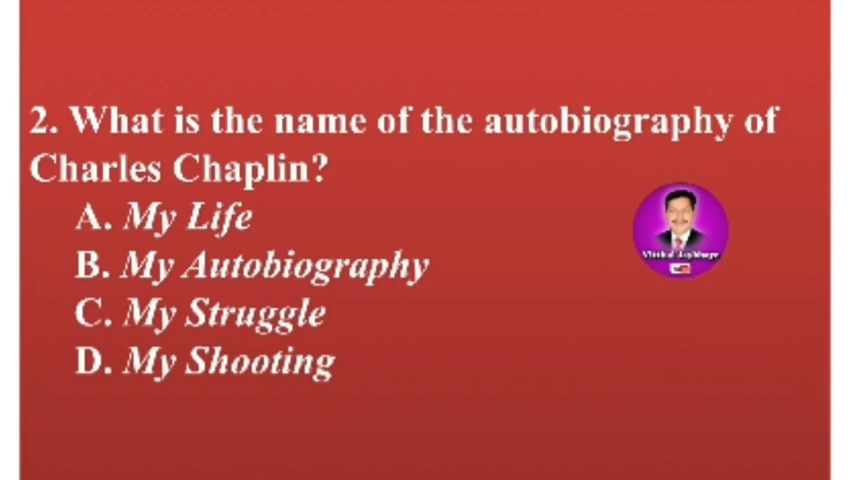 2. What is the name of the autobiography of
Charles Chaplin?
A. My Life
B. My Autobiography
C. My Struggle
D. My Shooting